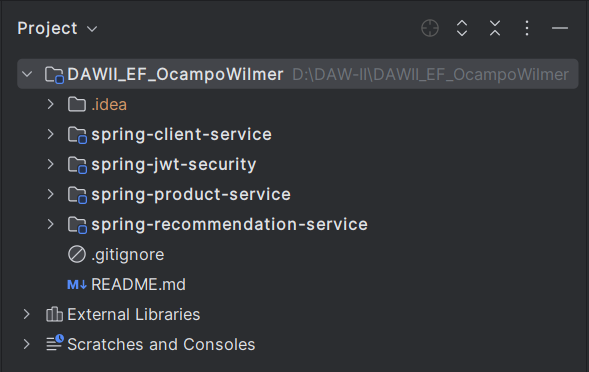 Project
DAWII_EF_OcampoWilmer D:\DAW-II\DAWII_EF_OcampoWilmer
.idea
spring-client-service
spring-jwt-security
spring-product-service
spring-recommendation-service
.gitignore
M↓ README.md
External Libraries
Scratches and Consoles